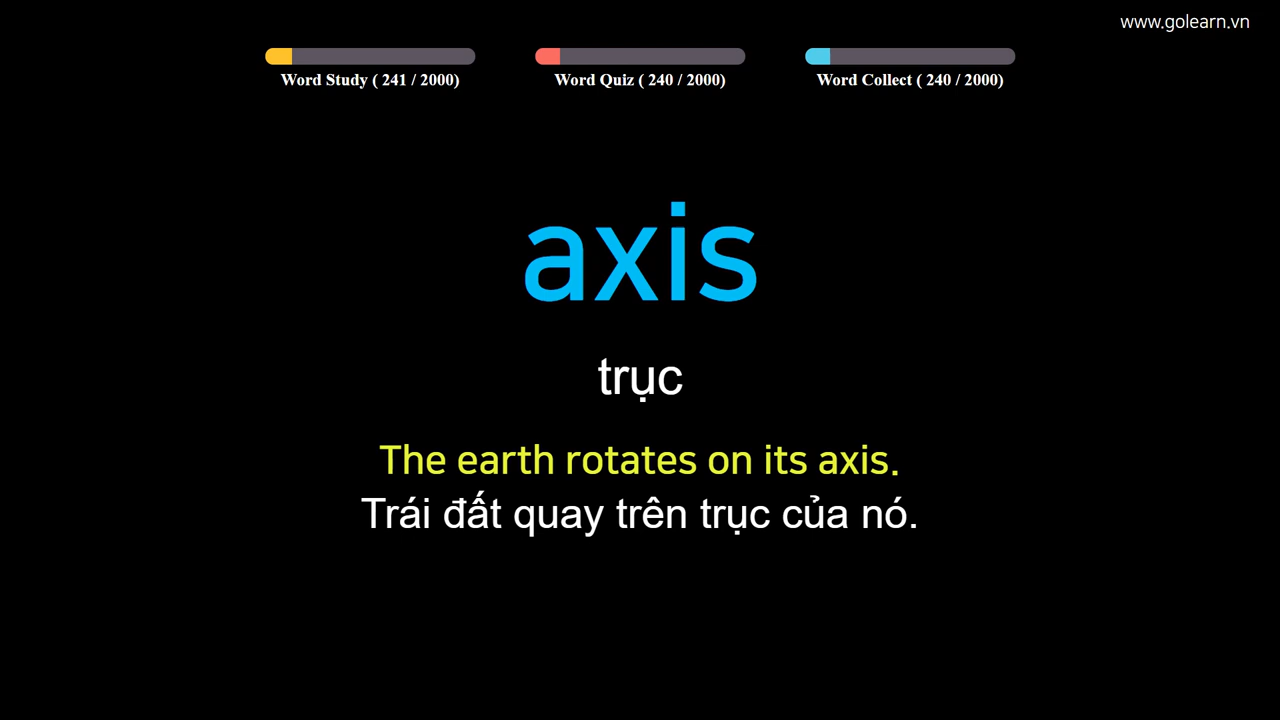 www.golearn.vn
Word Study ( 241 / 2000)
Word Quiz ( 240 / 2000)
Word Collect ( 240 / 2000)
axis
trục
The earth rotates on its axis.
Trái đất quay trên trục của nó.